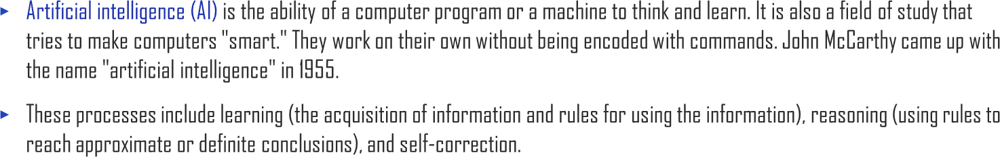 ▸ Artificial intelligence (AI) is the ability of a computer program or a machine to think and learn. It is also a field of study that
tries to make computers "smart." They work on their own without being encoded with commands. John McCarthy came up with
the name "artificial intelligence" in 1955.
▸ These processes include learning (the acquisition of information and rules for using the information), reasoning (using rules to
reach approximate or definite conclusions), and self-correction.